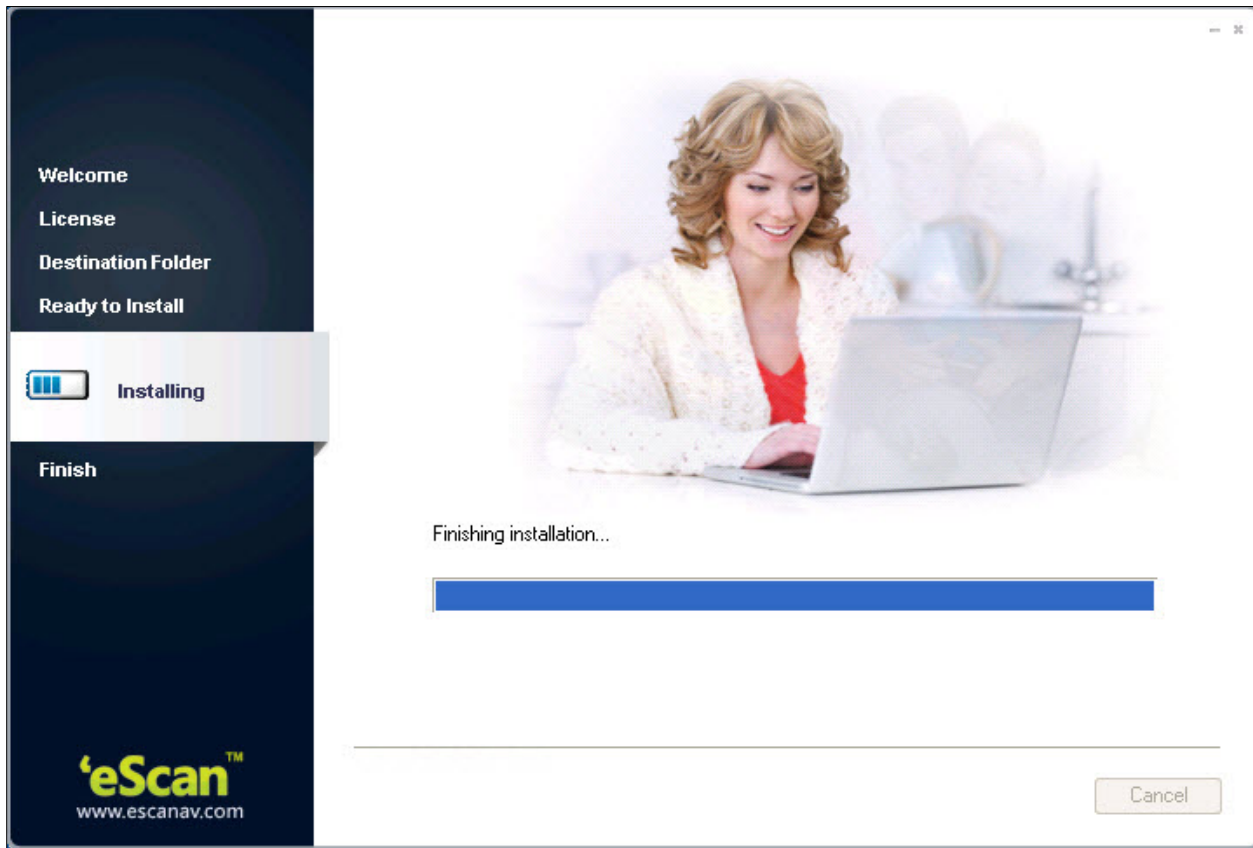 Welcome
License
Destination Folder
Ready to Install
Installing
Finish
Finishing installation...
‘eScan™
www.escanav.com
Cancel